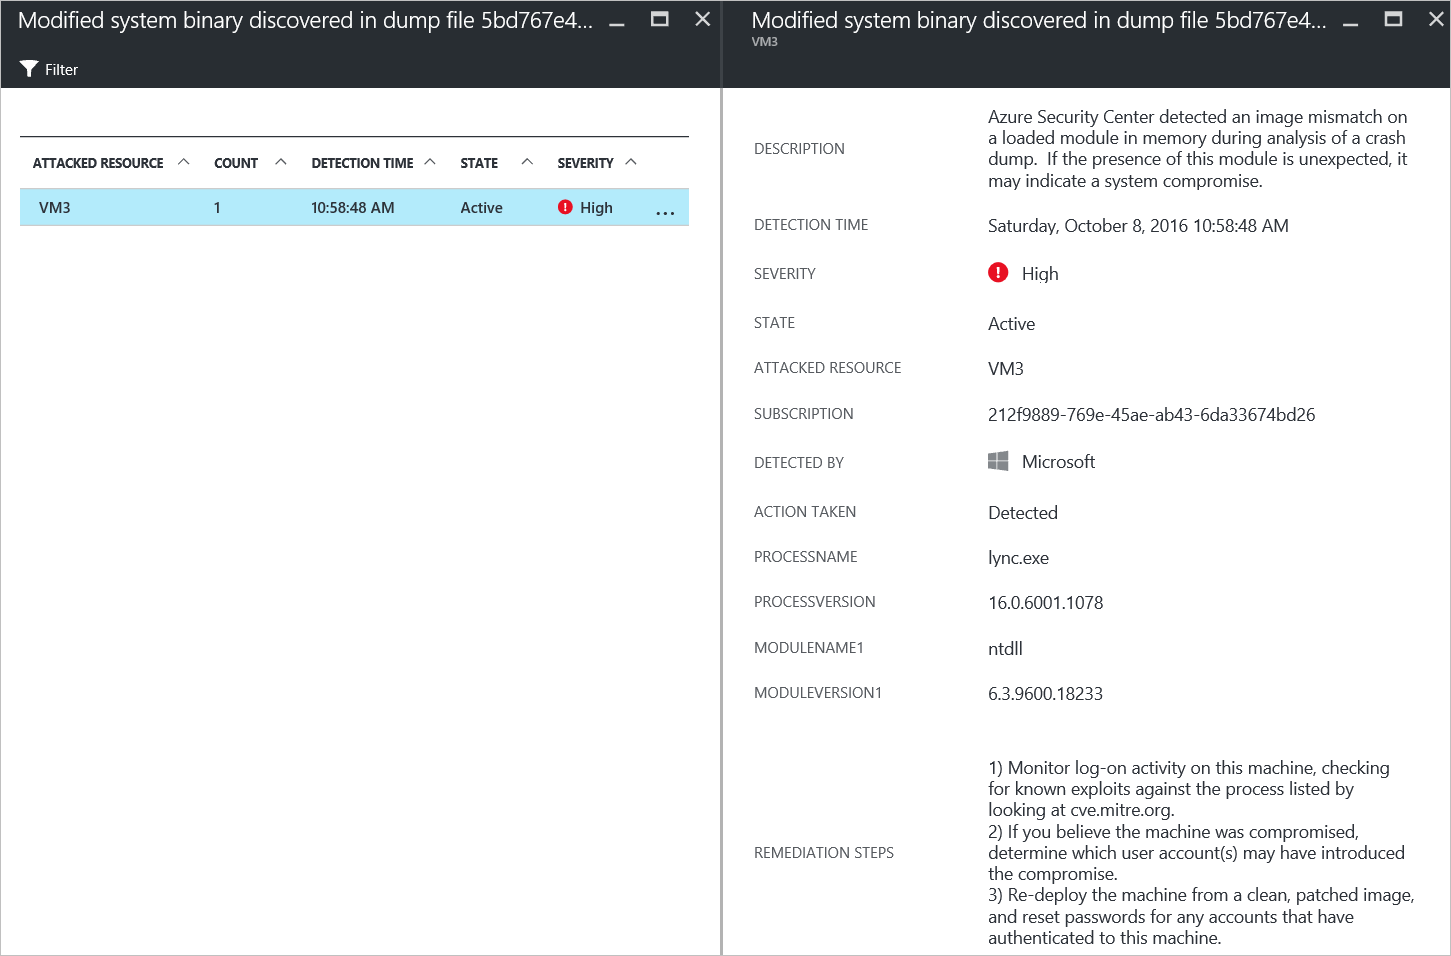 Modified system binary discovered in dump file 5bd767e4...
Filter
ATTACKED RESOURCE COUNT DETECTION TIME STATE SEVERITY
VM3 1 10:58:48 AM Active High ...
Modified system binary discovered in dump file 5bd767e4...
VM3
DESCRIPTION
Azure Security Center detected an image mismatch on
a loaded module in memory during analysis of a crash
dump.  If the presence of this module is unexpected, it
may indicate a system compromise.
DETECTION TIME Saturday, October 8, 2016 10:58:48 AM
SEVERITY High
STATE Active
ATTACKED RESOURCE VM3
SUBSCRIPTION 212f9889-769e-45ae-ab43-6da33674bd26
DETECTED BY Microsoft
ACTION TAKEN Detected
PROCESSNAME lync.exe
PROCESSVERSION 16.0.6001.1078
MODULENAME1 ntdll
MODULEVERSION1 6.3.9600.18233
REMEDIATION STEPS
1) Monitor log-on activity on this machine, checking
for known exploits against the process listed by
looking at cve.mitre.org.
2) If you believe the machine was compromised,
determine which user account(s) may have introduced
the compromise.
3) Re-deploy the machine from a clean, patched image,
and reset passwords for any accounts that have
authenticated to this machine.